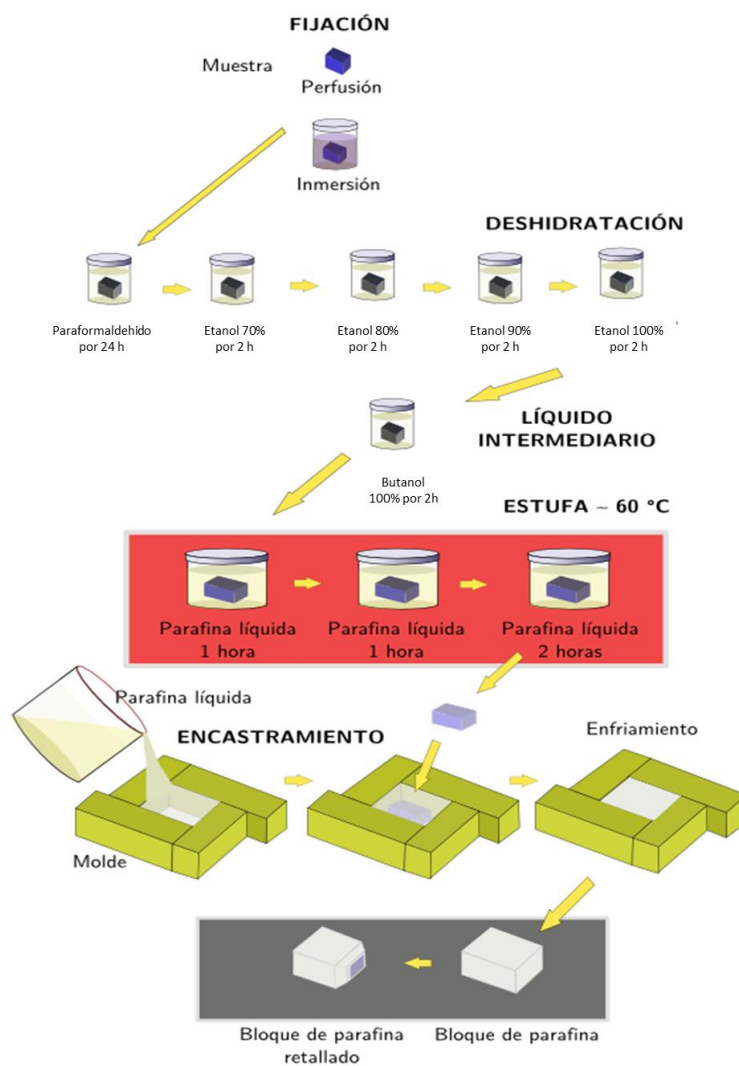 FIJACIÓN
Muestra
Perfusión
Inmersión
DESHIDRATACIÓN
Paraformaldehido
por 24 h
Etanol 70%
por 2 h
Etanol 80%
por 2 h
Etanol 90%
por 2 h
Etanol 100%
por 2 h
LÍQUIDO
INTERMEDIARIO
Butanol
100% por 2h
ESTUFA ~ 60 °C
Parafina líquida
1 hora
Parafina líquida
1 hora
Parafina líquida
2 horas
Parafina líquida
ENCASTRAMIENTO
Enfriamiento
Molde
Bloque de parafina
retallado
Bloque de parafina